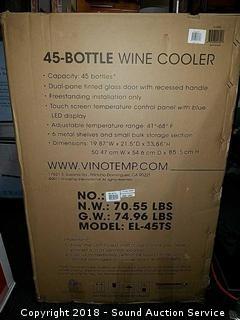 45-BOTTLE WINE COOLER
• Capacity: 45 bottles*
• Dual-pane tinted glass door with recessed handle
• Freestanding installation only
• Touch screen temperature control panel with blue
LED display
• Adjustable temperature range: 41°-68° F
• 6 metal shelves and small bulk storage section
• Dimensions: 19.87"W x 21.5"D x 33.66"H
50.47 cm W x 54.6 cm D x 85.5 cm H
WWW.VINOTEMP.COM
NO.:
N.W.: 70.55 LBS
G.W.: 74.96 LBS
MODEL: EL-45TS
Copyright 2018 - Sound Auction Service